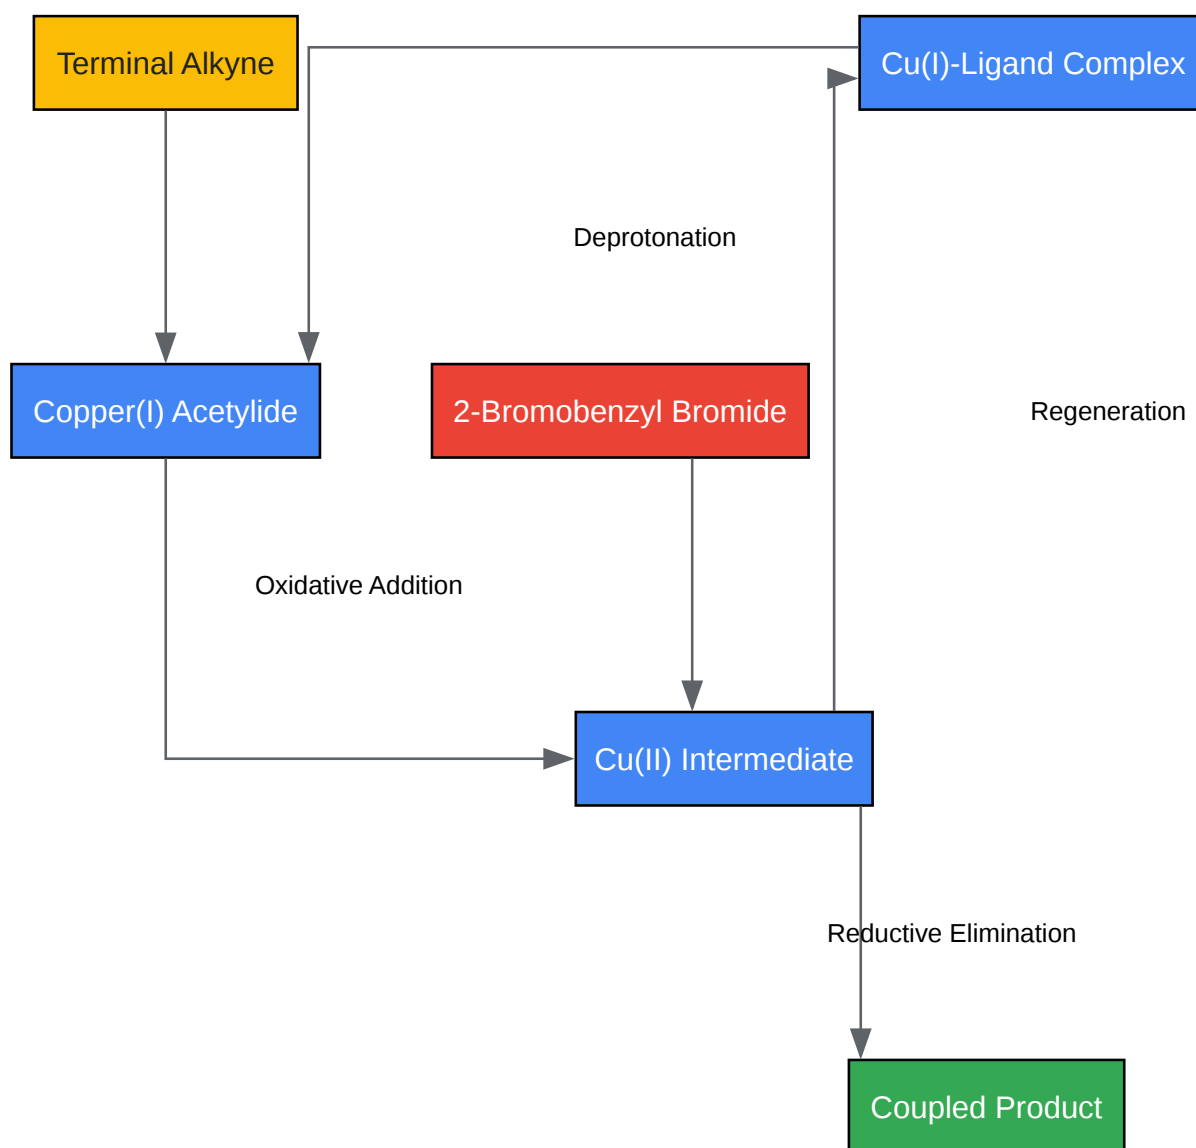 Terminal Alkyne
Cu(I)-Ligand Complex
Deprotonation
Copper(I) Acetylide
2-Bromobenzyl Bromide
Regeneration
Oxidative Addition
Cu(II) Intermediate
Reductive Elimination
Coupled Product